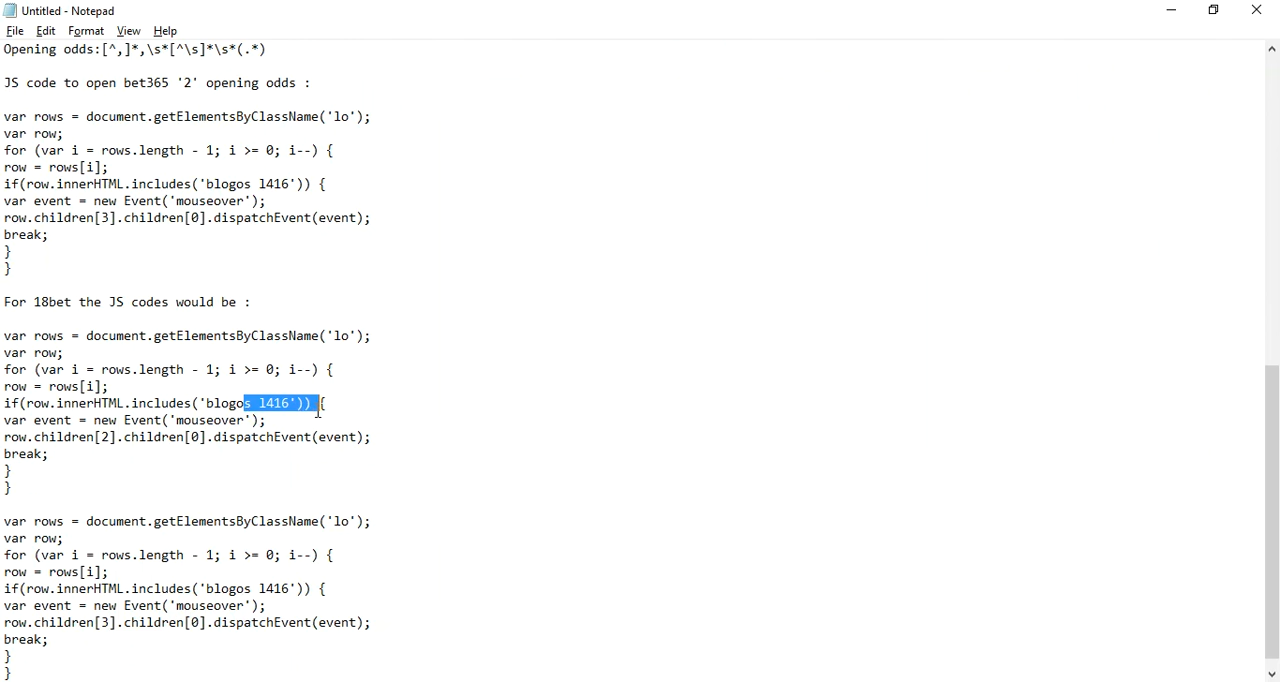 Untitled - Notepad
File Edit Format View Help
Opening odds:[^,]*,\s*[^\s]*\s*(.*)
JS code to open bet365 '2' opening odds :
var rows = document.getElementsByClassName('lo');
var row;
for (var i = rows.length - 1; i >= 0; i--) {
row = rows[i];
if(row.innerHTML.includes('blogos l416')) {
var event = new Event('mouseover');
row.children[3].children[0].dispatchEvent(event);
break;
}
}
For 18bet the JS codes would be :
var rows = document.getElementsByClassName('lo');
var row;
for (var i = rows.length - 1; i >= 0; i--) {
row = rows[i];
if(row.innerHTML.includes('blogos l416')) {
var event = new Event('mouseover');
row.children[2].children[0].dispatchEvent(event);
break;
}
}
var rows = document.getElementsByClassName('lo');
var row;
for (var i = rows.length - 1; i >= 0; i--) {
row = rows[i];
if(row.innerHTML.includes('blogos l416')) {
var event = new Event('mouseover');
row.children[3].children[0].dispatchEvent(event);
break;
}
}